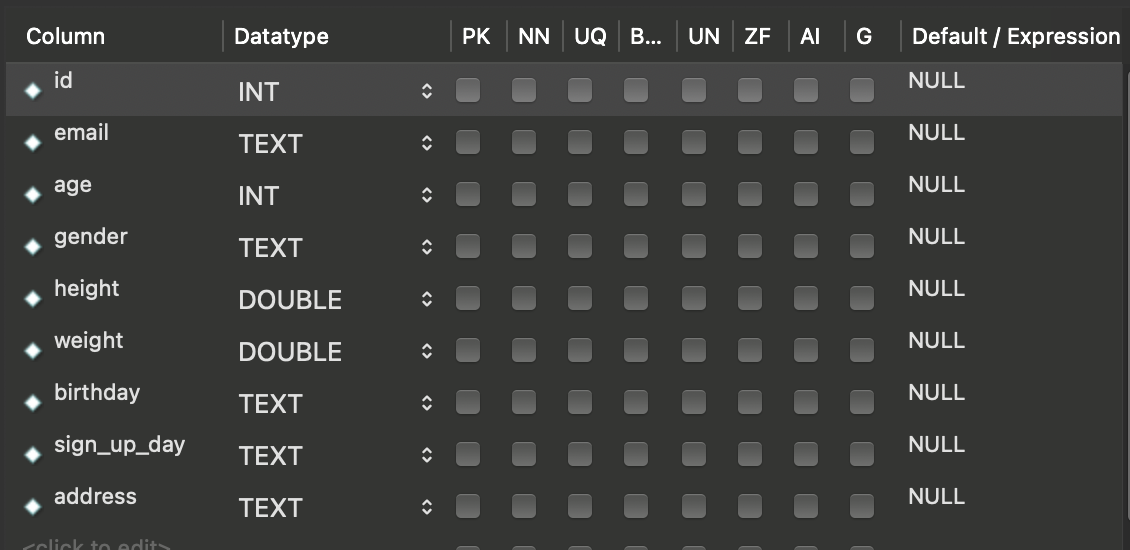 Column Datatype PK NN UQ B... UN ZF AI G Default / Expression
id INT NULL
email TEXT NULL
age INT NULL
gender TEXT NULL
height DOUBLE NULL
weight DOUBLE NULL
birthday TEXT NULL
sign_up_day TEXT NULL
address TEXT NULL
<click to edit>